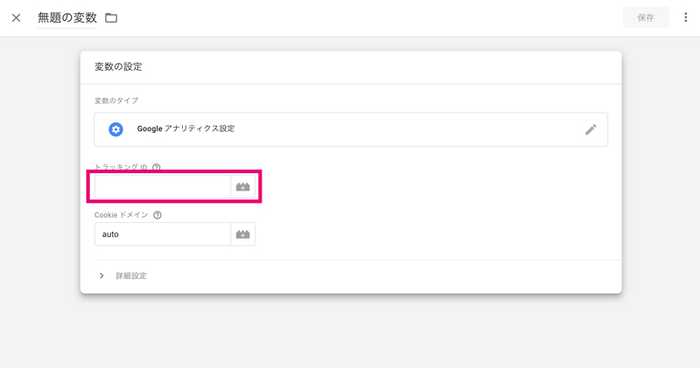 無題の変数
保存
変数の設定
変数のタイプ
Google アナリティクス設定
トラッキング ID
Cookie ドメイン
auto
詳細設定